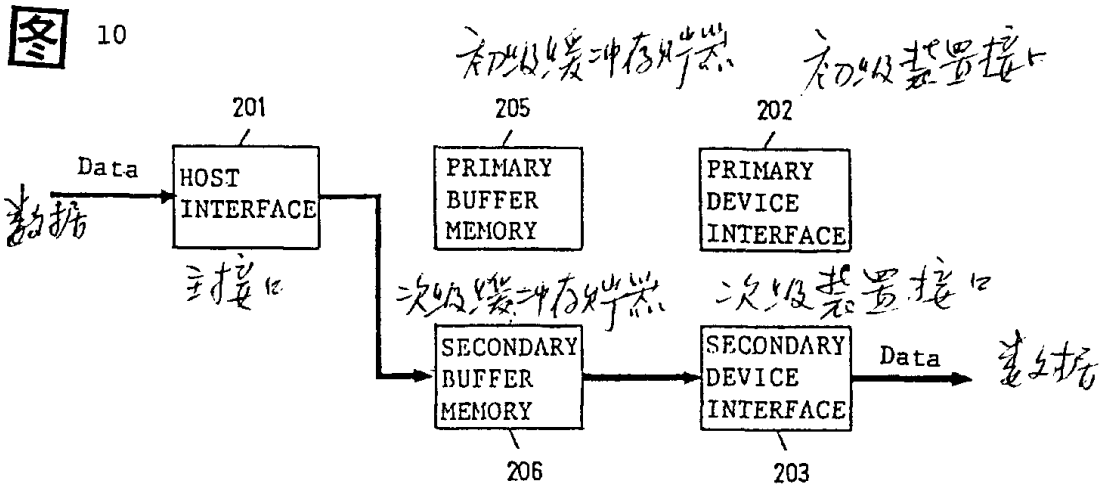 图 10
初级缓冲存贮器 初级装置接口
201 205 202
Data
数据
HOST
INTERFACE
主接口
PRIMARY
BUFFER
MEMORY
PRIMARY
DEVICE
INTERFACE
次级缓冲存贮器 次级装置接口
SECONDARY
BUFFER
MEMORY
SECONDARY
DEVICE
INTERFACE
Data
数据
206 203